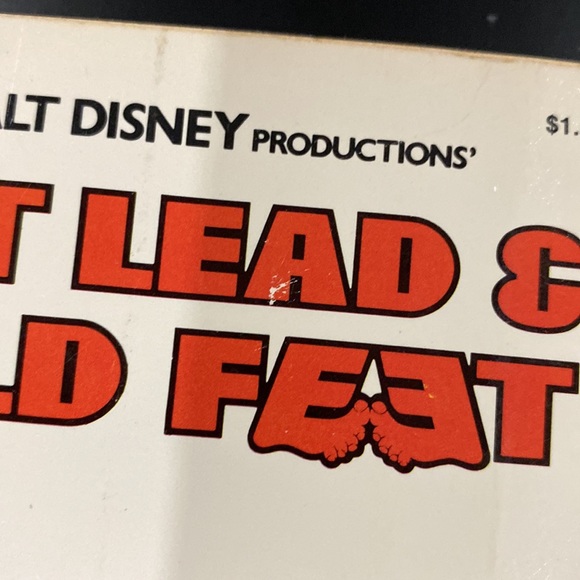 ALT DISNEY PRODUCTIONS' $1.
T LEAD &
LD FEET